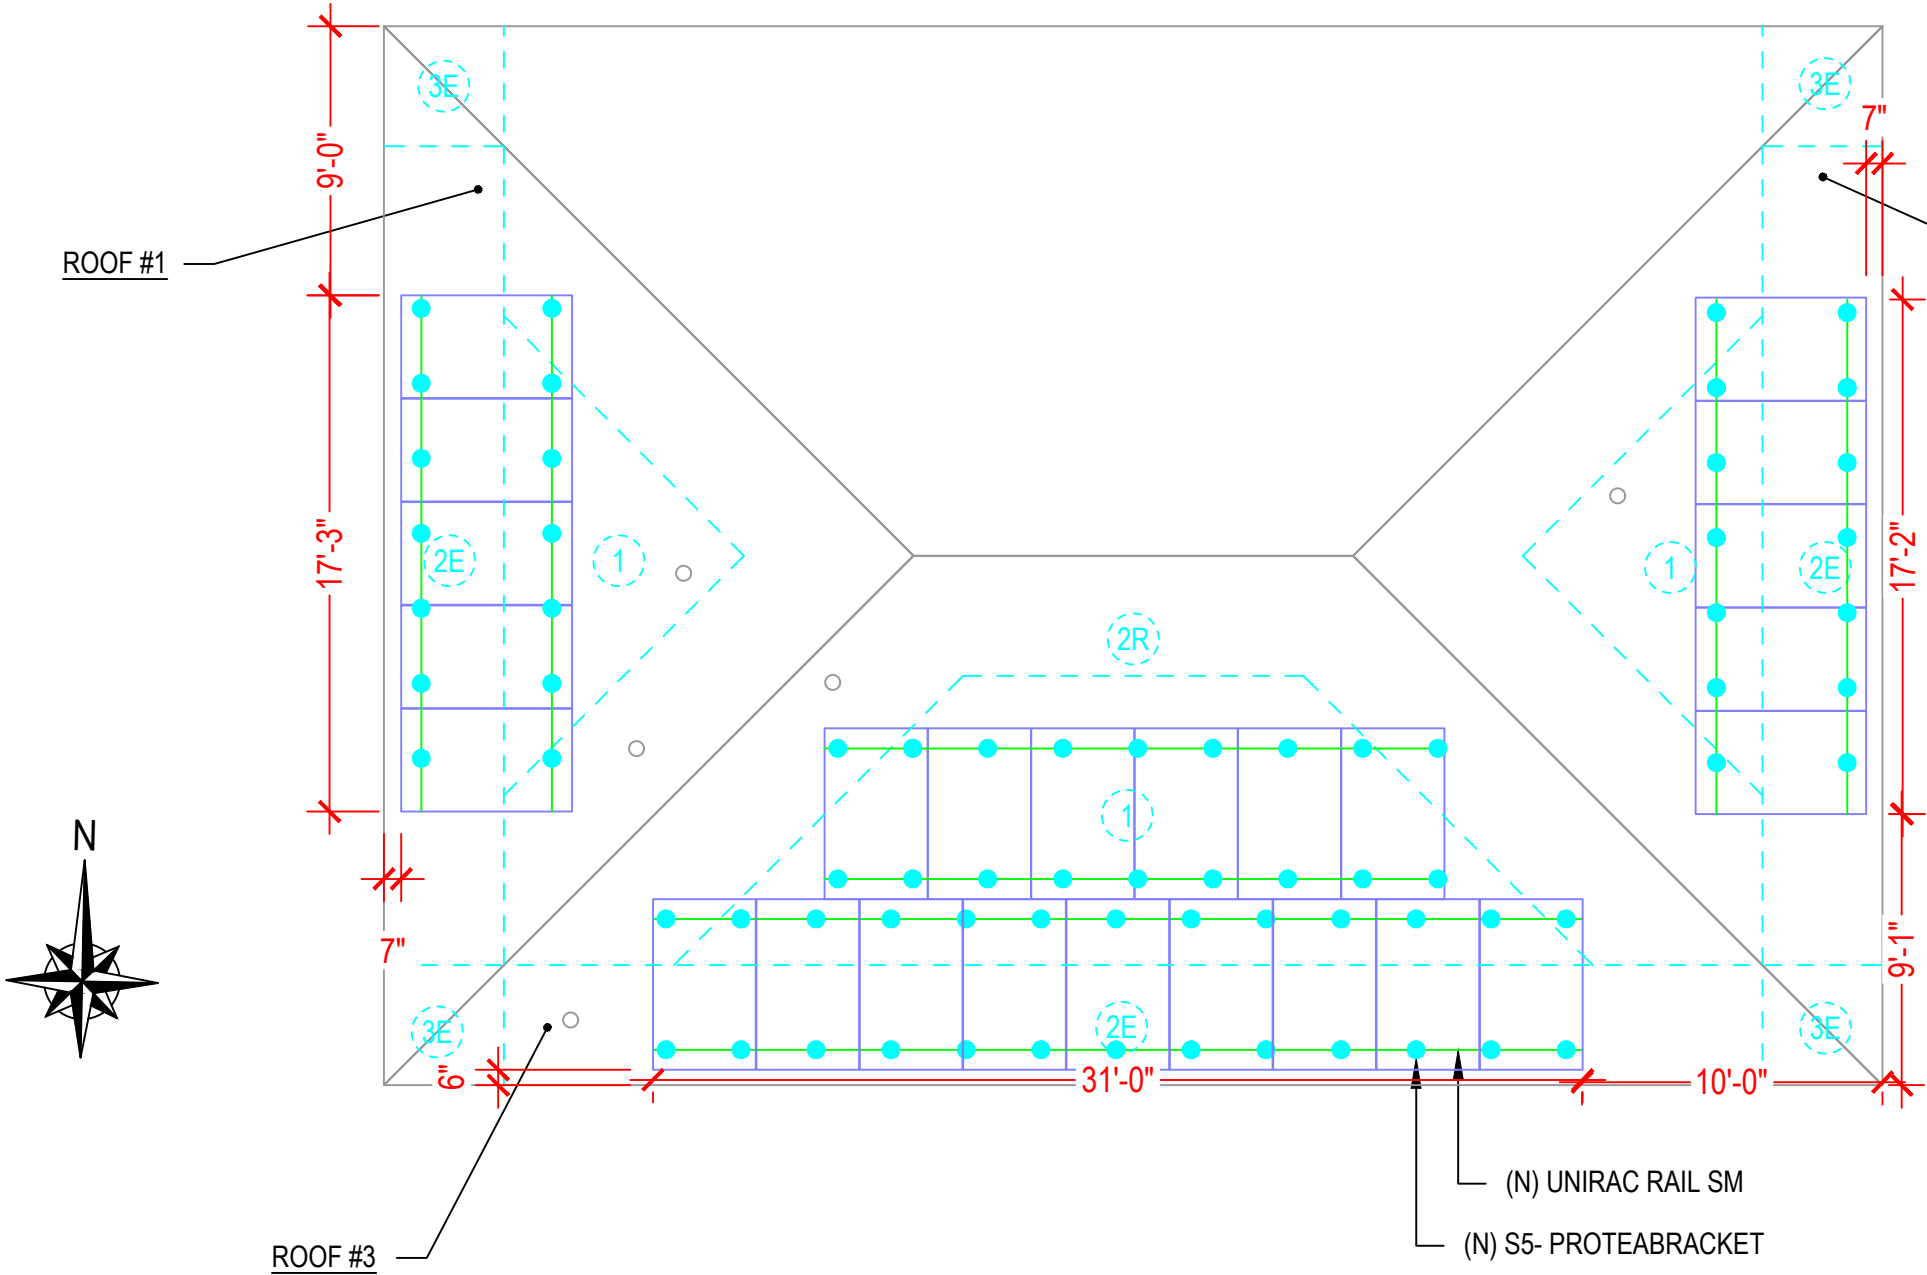 3E
3E
7"
9'-0"
ROOF #1
17'-3"
2E
1
1
2E
17'-2"
2R
1
N
7"
3E
6"
2E
31'-0"
10'-0"
3E
9'-1"
(N) UNIRAC RAIL SM
(N) S5- PROTEABRACKET
ROOF #3